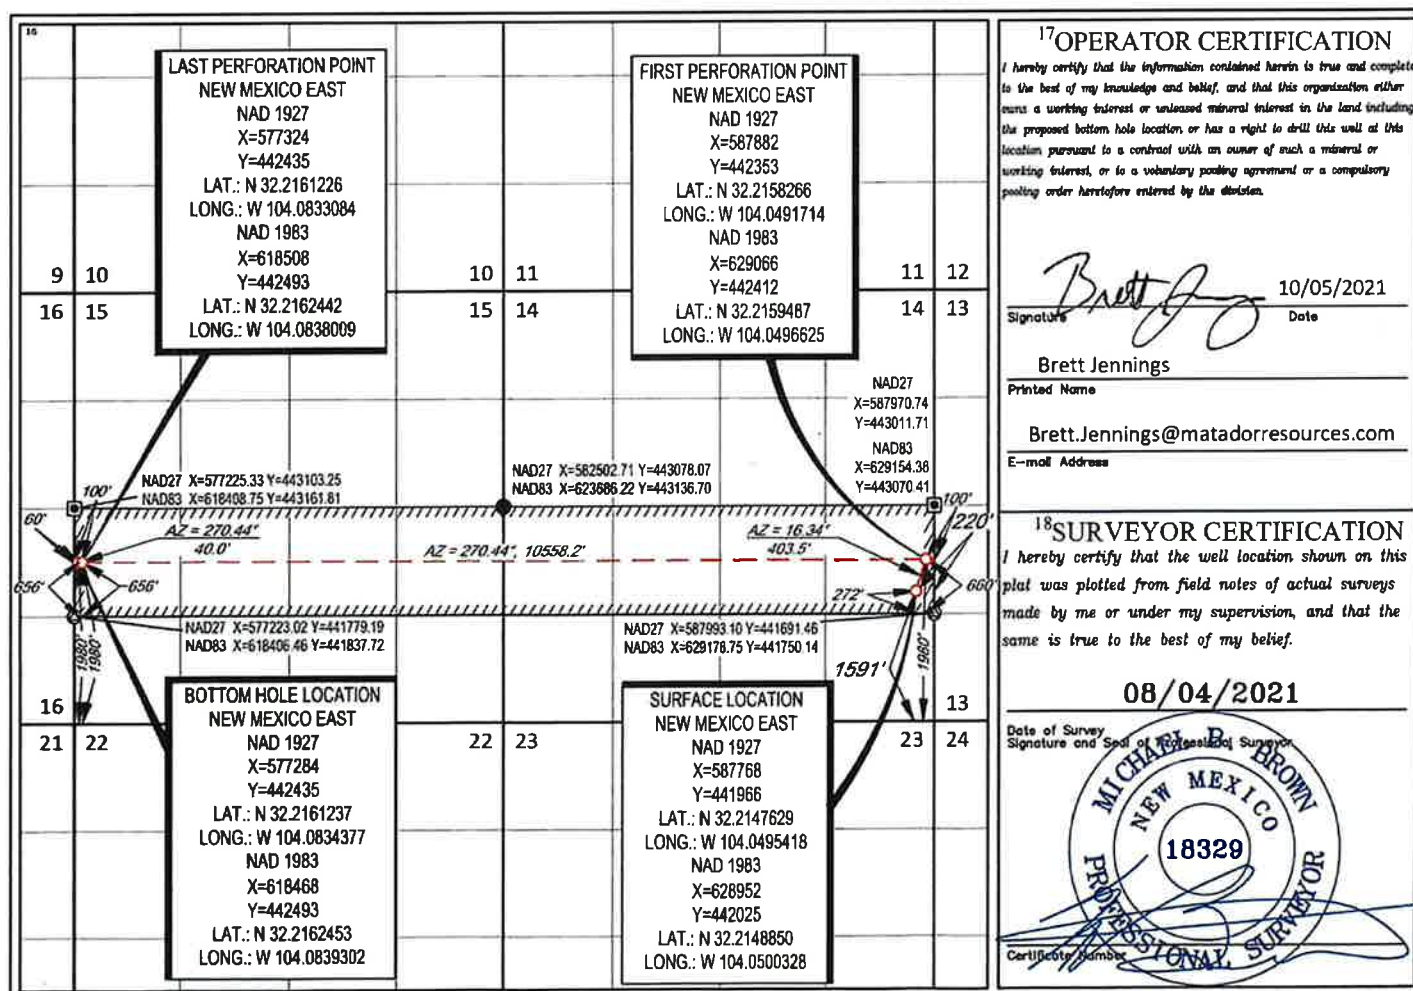 16
LAST PERFORATION POINT
NEW MEXICO EAST
NAD 1927
X=577324
Y=442435
LAT.: N 32.2161226
LONG.: W 104.0833084
NAD 1983
X=618508
Y=442493
LAT.: N 32.2162442
LONG.: W 104.0838009
FIRST PERFORATION POINT
NEW MEXICO EAST
NAD 1927
X=587882
Y=442353
LAT.: N 32.2158266
LONG.: W 104.0491714
NAD 1983
X=629066
Y=442412
LAT.: N 32.2159487
LONG.: W 104.0496625
9 10
16 15
10 11
15 14
11 12
14 13
NAD27
X=587970.74
Y=443011.71
NAD83
X=629154.38
Y=443070.41
NAD27 X=577225.33 Y=443103.25
NAD83 X=618408.75 Y=443161.81
NAD27 X=582502.71 Y=443078.07
NAD83 X=623686.22 Y=443136.70
100'
100'
60'
AZ = 270.44°
40.0'
AZ = 270.44°, 10558.2'
AZ = 16.34°
403.5'
220'
656'
656'
272'
660'
NAD27 X=577223.02 Y=441779.19
NAD83 X=618406.46 Y=441837.72
NAD27 X=587993.10 Y=441691.46
NAD83 X=629178.75 Y=441750.14
1980'
1980'
1591'
1980'
16
21 22
22 23
13
23 24
BOTTOM HOLE LOCATION
NEW MEXICO EAST
NAD 1927
X=577284
Y=442435
LAT.: N 32.2161237
LONG.: W 104.0834377
NAD 1983
X=618468
Y=442493
LAT.: N 32.2162453
LONG.: W 104.0839302
SURFACE LOCATION
NEW MEXICO EAST
NAD 1927
X=587768
Y=441966
LAT.: N 32.2147629
LONG.: W 104.0495418
NAD 1983
X=628952
Y=442025
LAT.: N 32.2148850
LONG.: W 104.0500328
17OPERATOR CERTIFICATION
I hereby certify that the information contained herein is true and complete
to the best of my knowledge and belief, and that this organization either
owns a working interest or unleased mineral interest in the land including
the proposed bottom hole location or has a right to drill this well at this
location pursuant to a contract with an owner of such a mineral or
working interest, or to a voluntary pooling agreement or a compulsory
pooling order heretofore entered by the division.
10/05/2021
Signature Date
Brett Jennings
Printed Name
Brett.Jennings@matadorresources.com
E-mail Address
18SURVEYOR CERTIFICATION
I hereby certify that the well location shown on this
plat was plotted from field notes of actual surveys
made by me or under my supervision, and that the
same is true to the best of my belief.
08/04/2021
Date of Survey
Signature and Seal of Professional Surveyor
MICHAEL B. BROWN
NEW MEXICO
18329
PROFESSIONAL SURVEYOR
Certificate Number